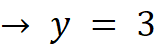 → y = 3